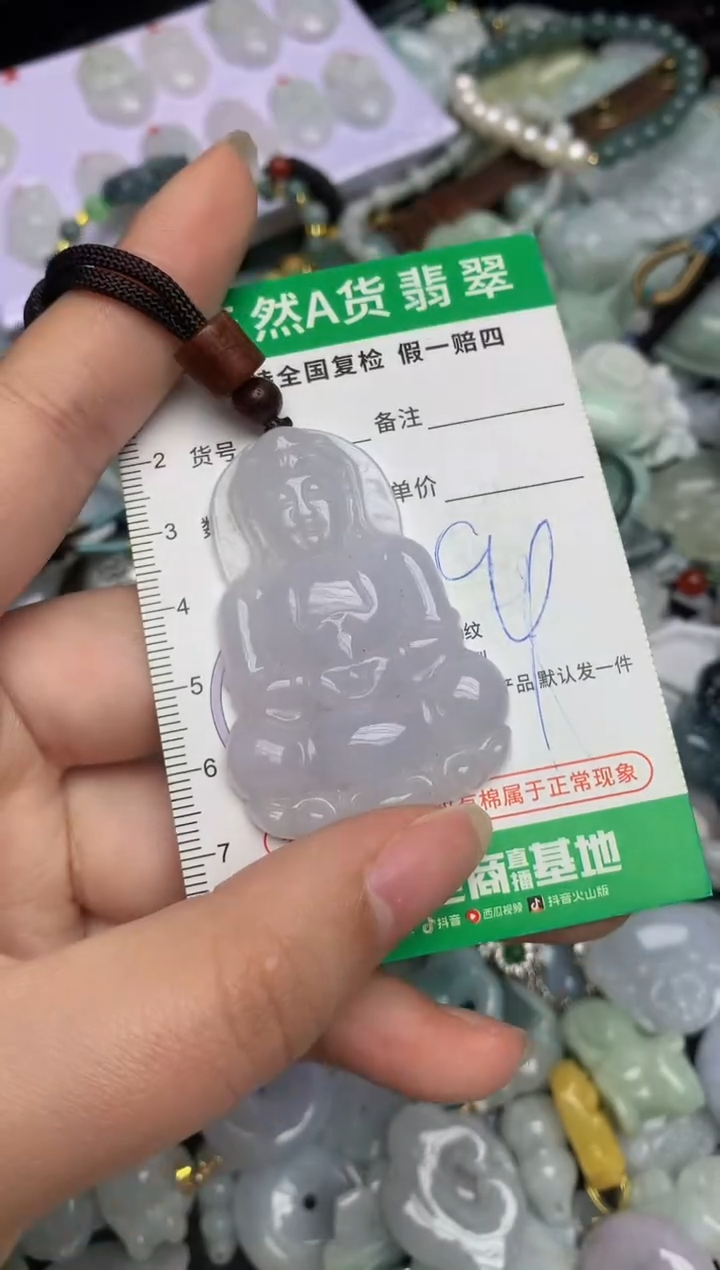 然A货翡翠
全国复检 假一赔四
货号 备注
单价
2
3
4
5
6
7
纹
品默认发一件
棉属于正常现象
商直播基地
抖音 西瓜视频 抖音火山版